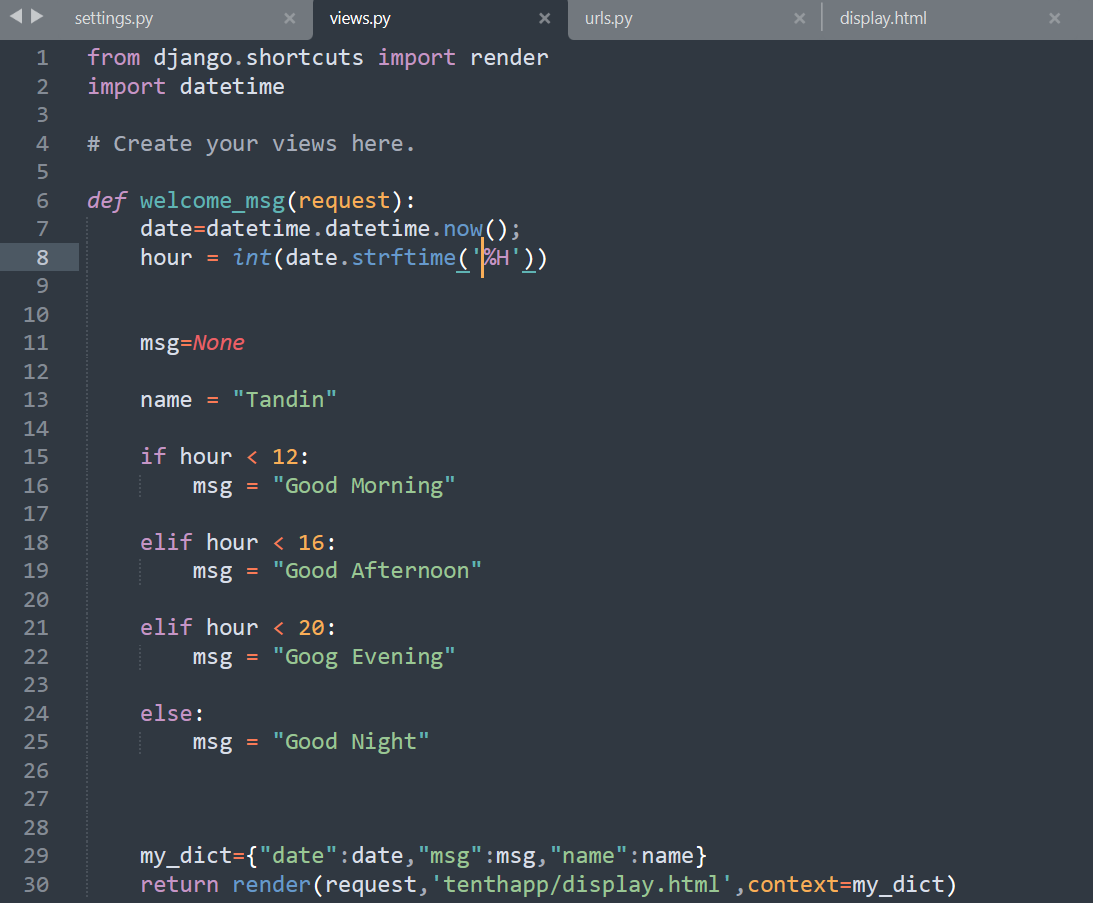 settings.py views.py urls.py display.html
1 from django.shortcuts import render
2 import datetime
3
4 # Create your views here.
5
6 def welcome_msg(request):
7     date=datetime.datetime.now();
8     hour = int(date.strftime('%H'))
9
10
11     msg=None
12
13     name = "Tandin"
14
15     if hour < 12:
16         msg = "Good Morning"
17
18     elif hour < 16:
19         msg = "Good Afternoon"
20
21     elif hour < 20:
22         msg = "Goog Evening"
23
24     else:
25         msg = "Good Night"
26
27
28
29     my_dict={"date":date,"msg":msg,"name":name}
30     return render(request,'tenthapp/display.html',context=my_dict)